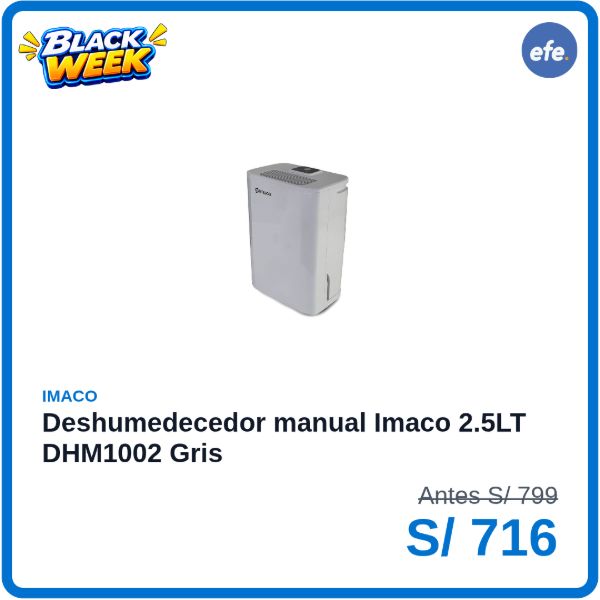 BLACK
WEEK
efe.
IMACO
Deshumedecedor manual Imaco 2.5LT
DHM1002 Gris
Antes S/ 799
S/ 716